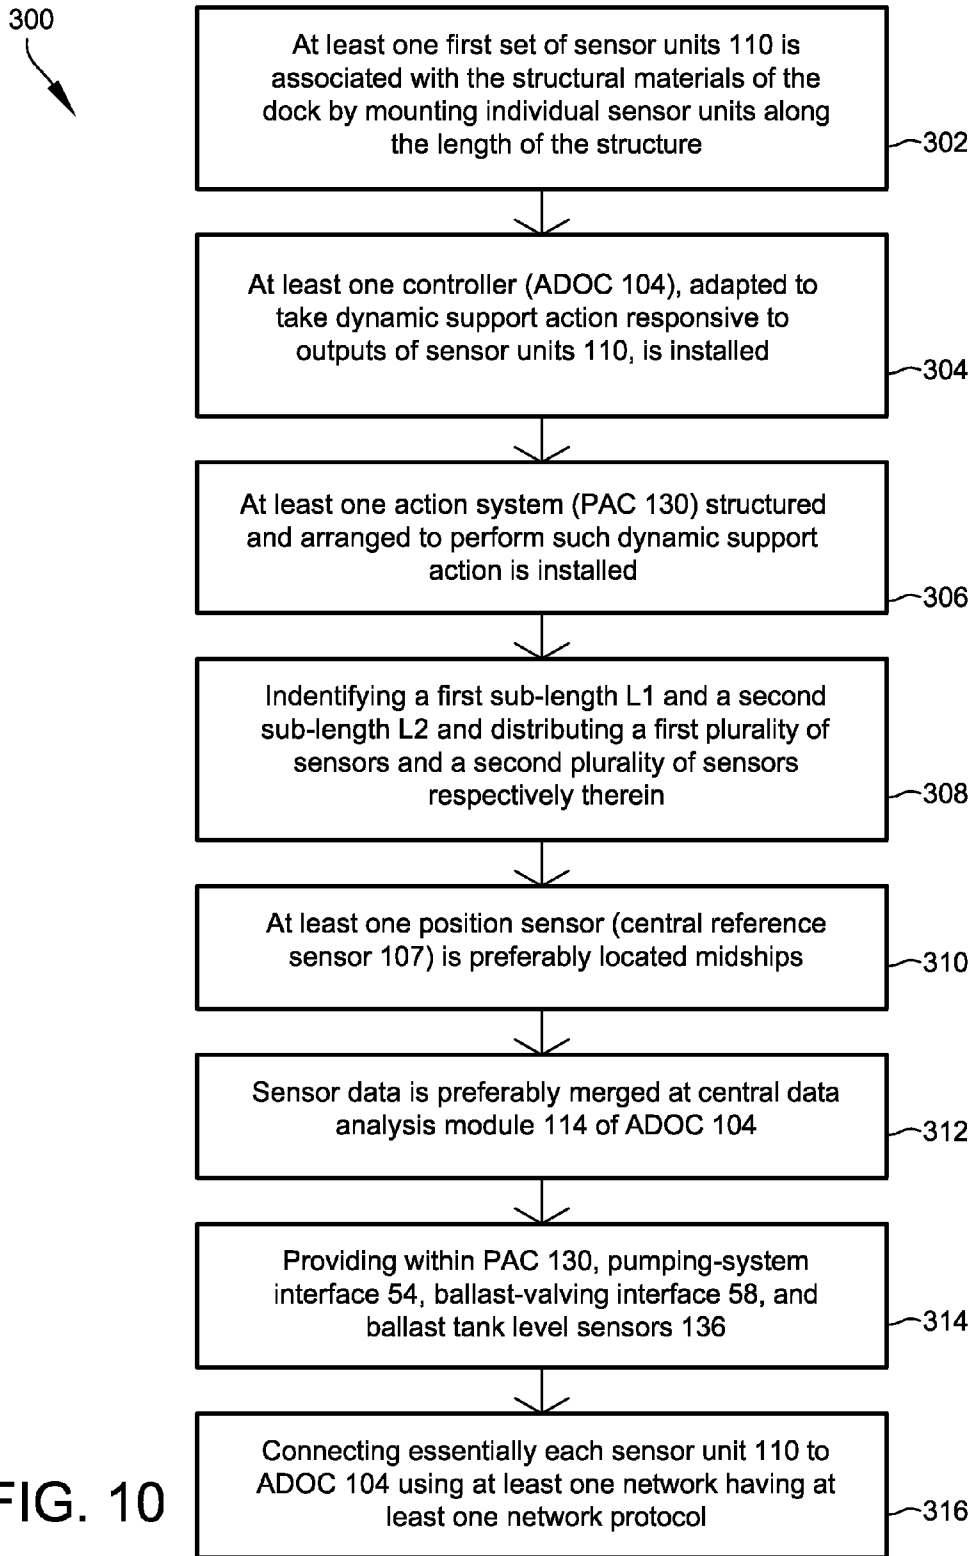 300
At least one first set of sensor units 110 is
associated with the structural materials of the
dock by mounting individual sensor units along
the length of the structure
302
At least one controller (ADOC 104), adapted to
take dynamic support action responsive to
outputs of sensor units 110, is installed
304
At least one action system (PAC 130) structured
and arranged to perform such dynamic support
action is installed
306
Indentifying a first sub-length L1 and a second
sub-length L2 and distributing a first plurality of
sensors and a second plurality of sensors
respectively therein
308
At least one position sensor (central reference
sensor 107) is preferably located midships
310
Sensor data is preferably merged at central data
analysis module 114 of ADOC 104
312
Providing within PAC 130, pumping-system
interface 54, ballast-valving interface 58, and
ballast tank level sensors 136
314
Connecting essentially each sensor unit 110 to
ADOC 104 using at least one network having at
least one network protocol
316
FIG. 10